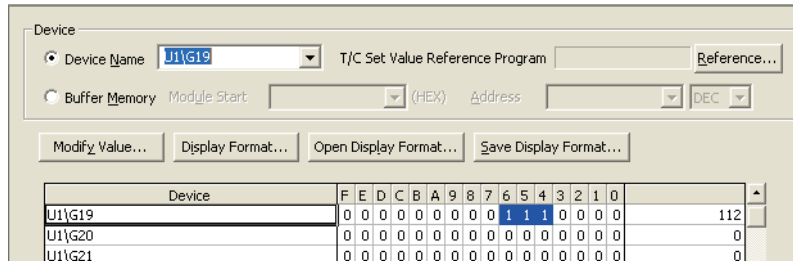 Device
Device Name U1\G19 T/C Set Value Reference Program Reference...
Buffer Memory Module Start (HEX) Address DEC
Modify Value... Display Format... Open Display Format... Save Display Format...
Device F E D C B A 9 8 7 6 5 4 3 2 1 0
U1\G19 0 0 0 0 0 0 0 0 0 1 1 1 0 0 0 0 112
U1\G20 0 0 0 0 0 0 0 0 0 0 0 0 0 0 0 0 0
U1\G21 0 0 0 0 0 0 0 0 0 0 0 0 0 0 0 0 0